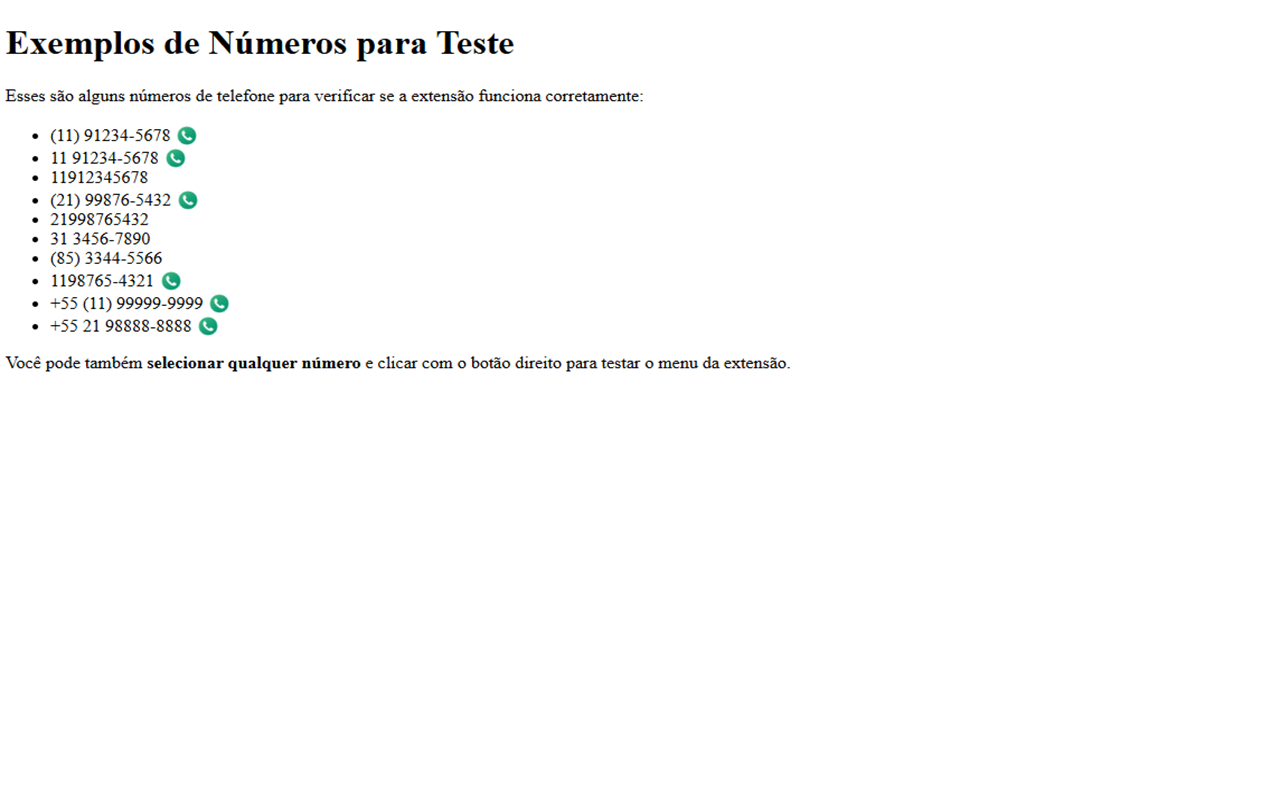 Exemplos de Números para Teste
Esses são alguns números de telefone para verificar se a extensão funciona corretamente:
(11) 91234-5678
11 91234-5678
11912345678
(21) 99876-5432
21998765432
31 3456-7890
(85) 3344-5566
1198765-4321
+55 (11) 99999-9999
+55 21 98888-8888
Você pode também selecionar qualquer número e clicar com o botão direito para testar o menu da extensão.